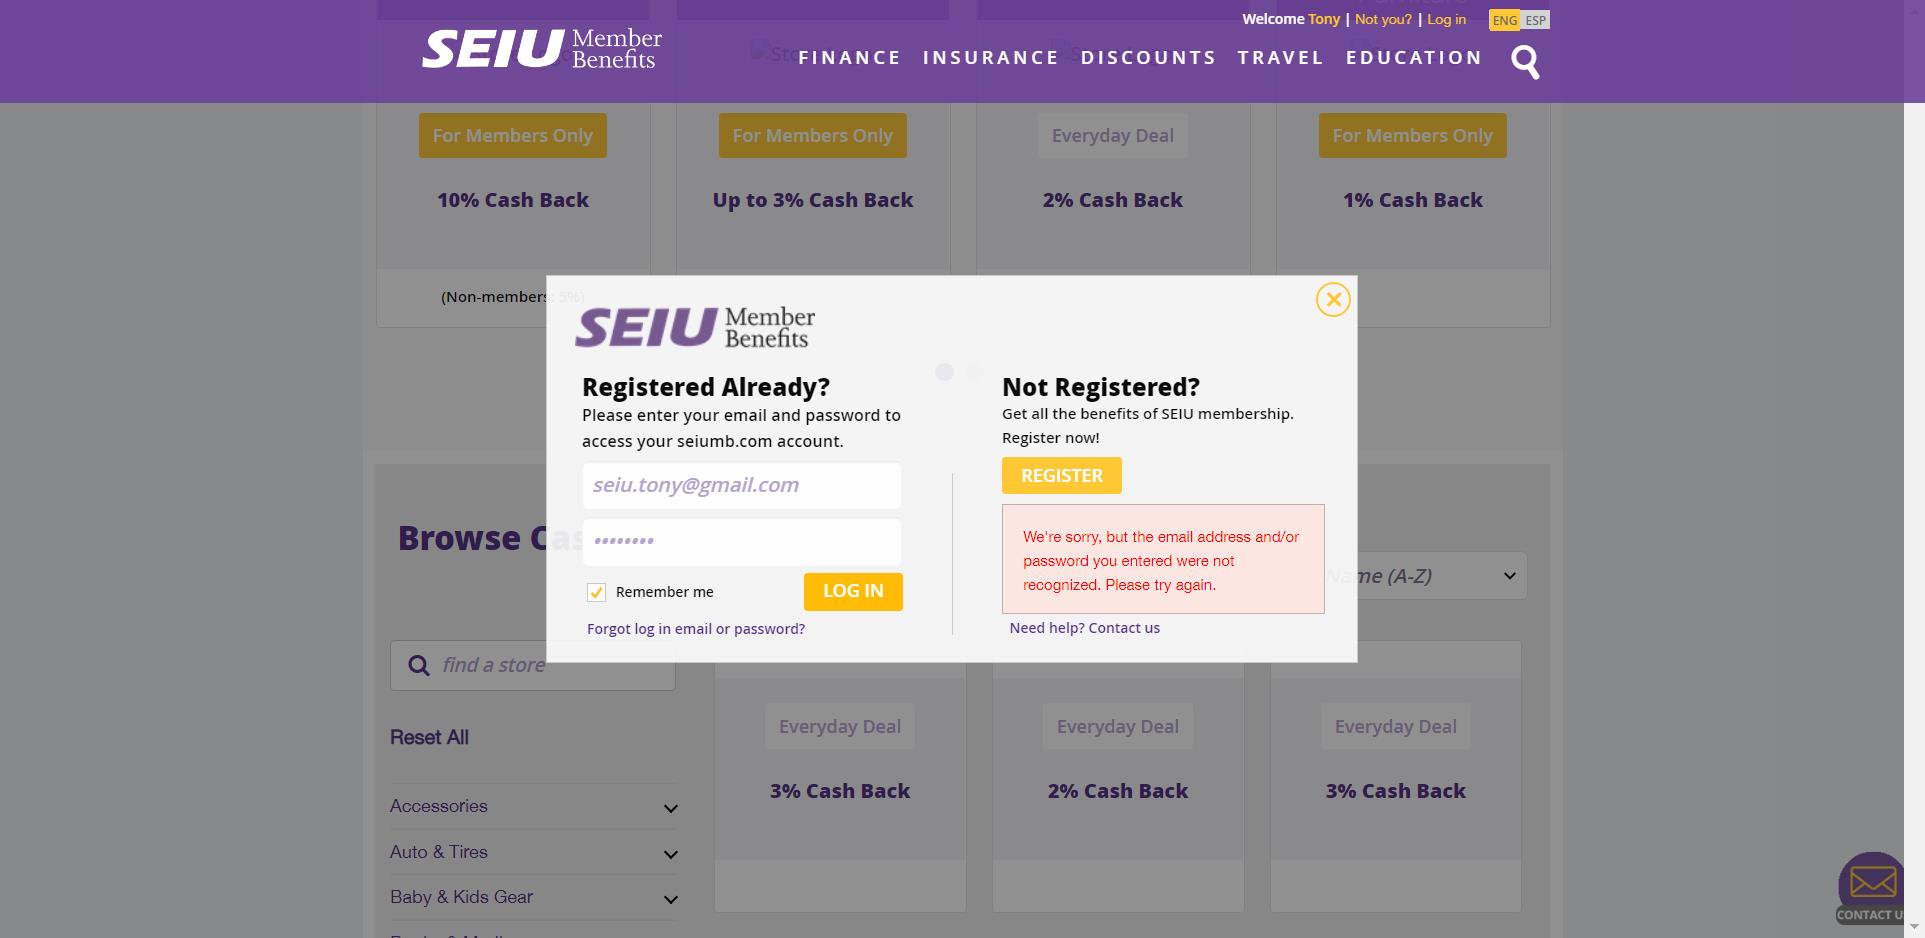 Welcome Tony | Not you? | Log in
ENG ESP
SEIU Member Benefits
FINANCE INSURANCE DISCOUNTS TRAVEL EDUCATION
For Members Only
For Members Only
Everyday Deal
For Members Only
10% Cash Back
Up to 3% Cash Back
2% Cash Back
1% Cash Back
(Non-members: 5%)
SEIU Member Benefits
Registered Already?
Please enter your email and password to
access your seiumb.com account.
seiu.tony@gmail.com
Remember me
LOG IN
Forgot log in email or password?
Not Registered?
Get all the benefits of SEIU membership.
Register now!
REGISTER
We're sorry, but the email address and/or
password you entered were not
recognized. Please try again.
Need help? Contact us
Browse Cas
Name (A-Z)
find a store
Reset All
Accessories
Auto & Tires
Baby & Kids Gear
Everyday Deal
Everyday Deal
Everyday Deal
3% Cash Back
2% Cash Back
3% Cash Back
CONTACT U